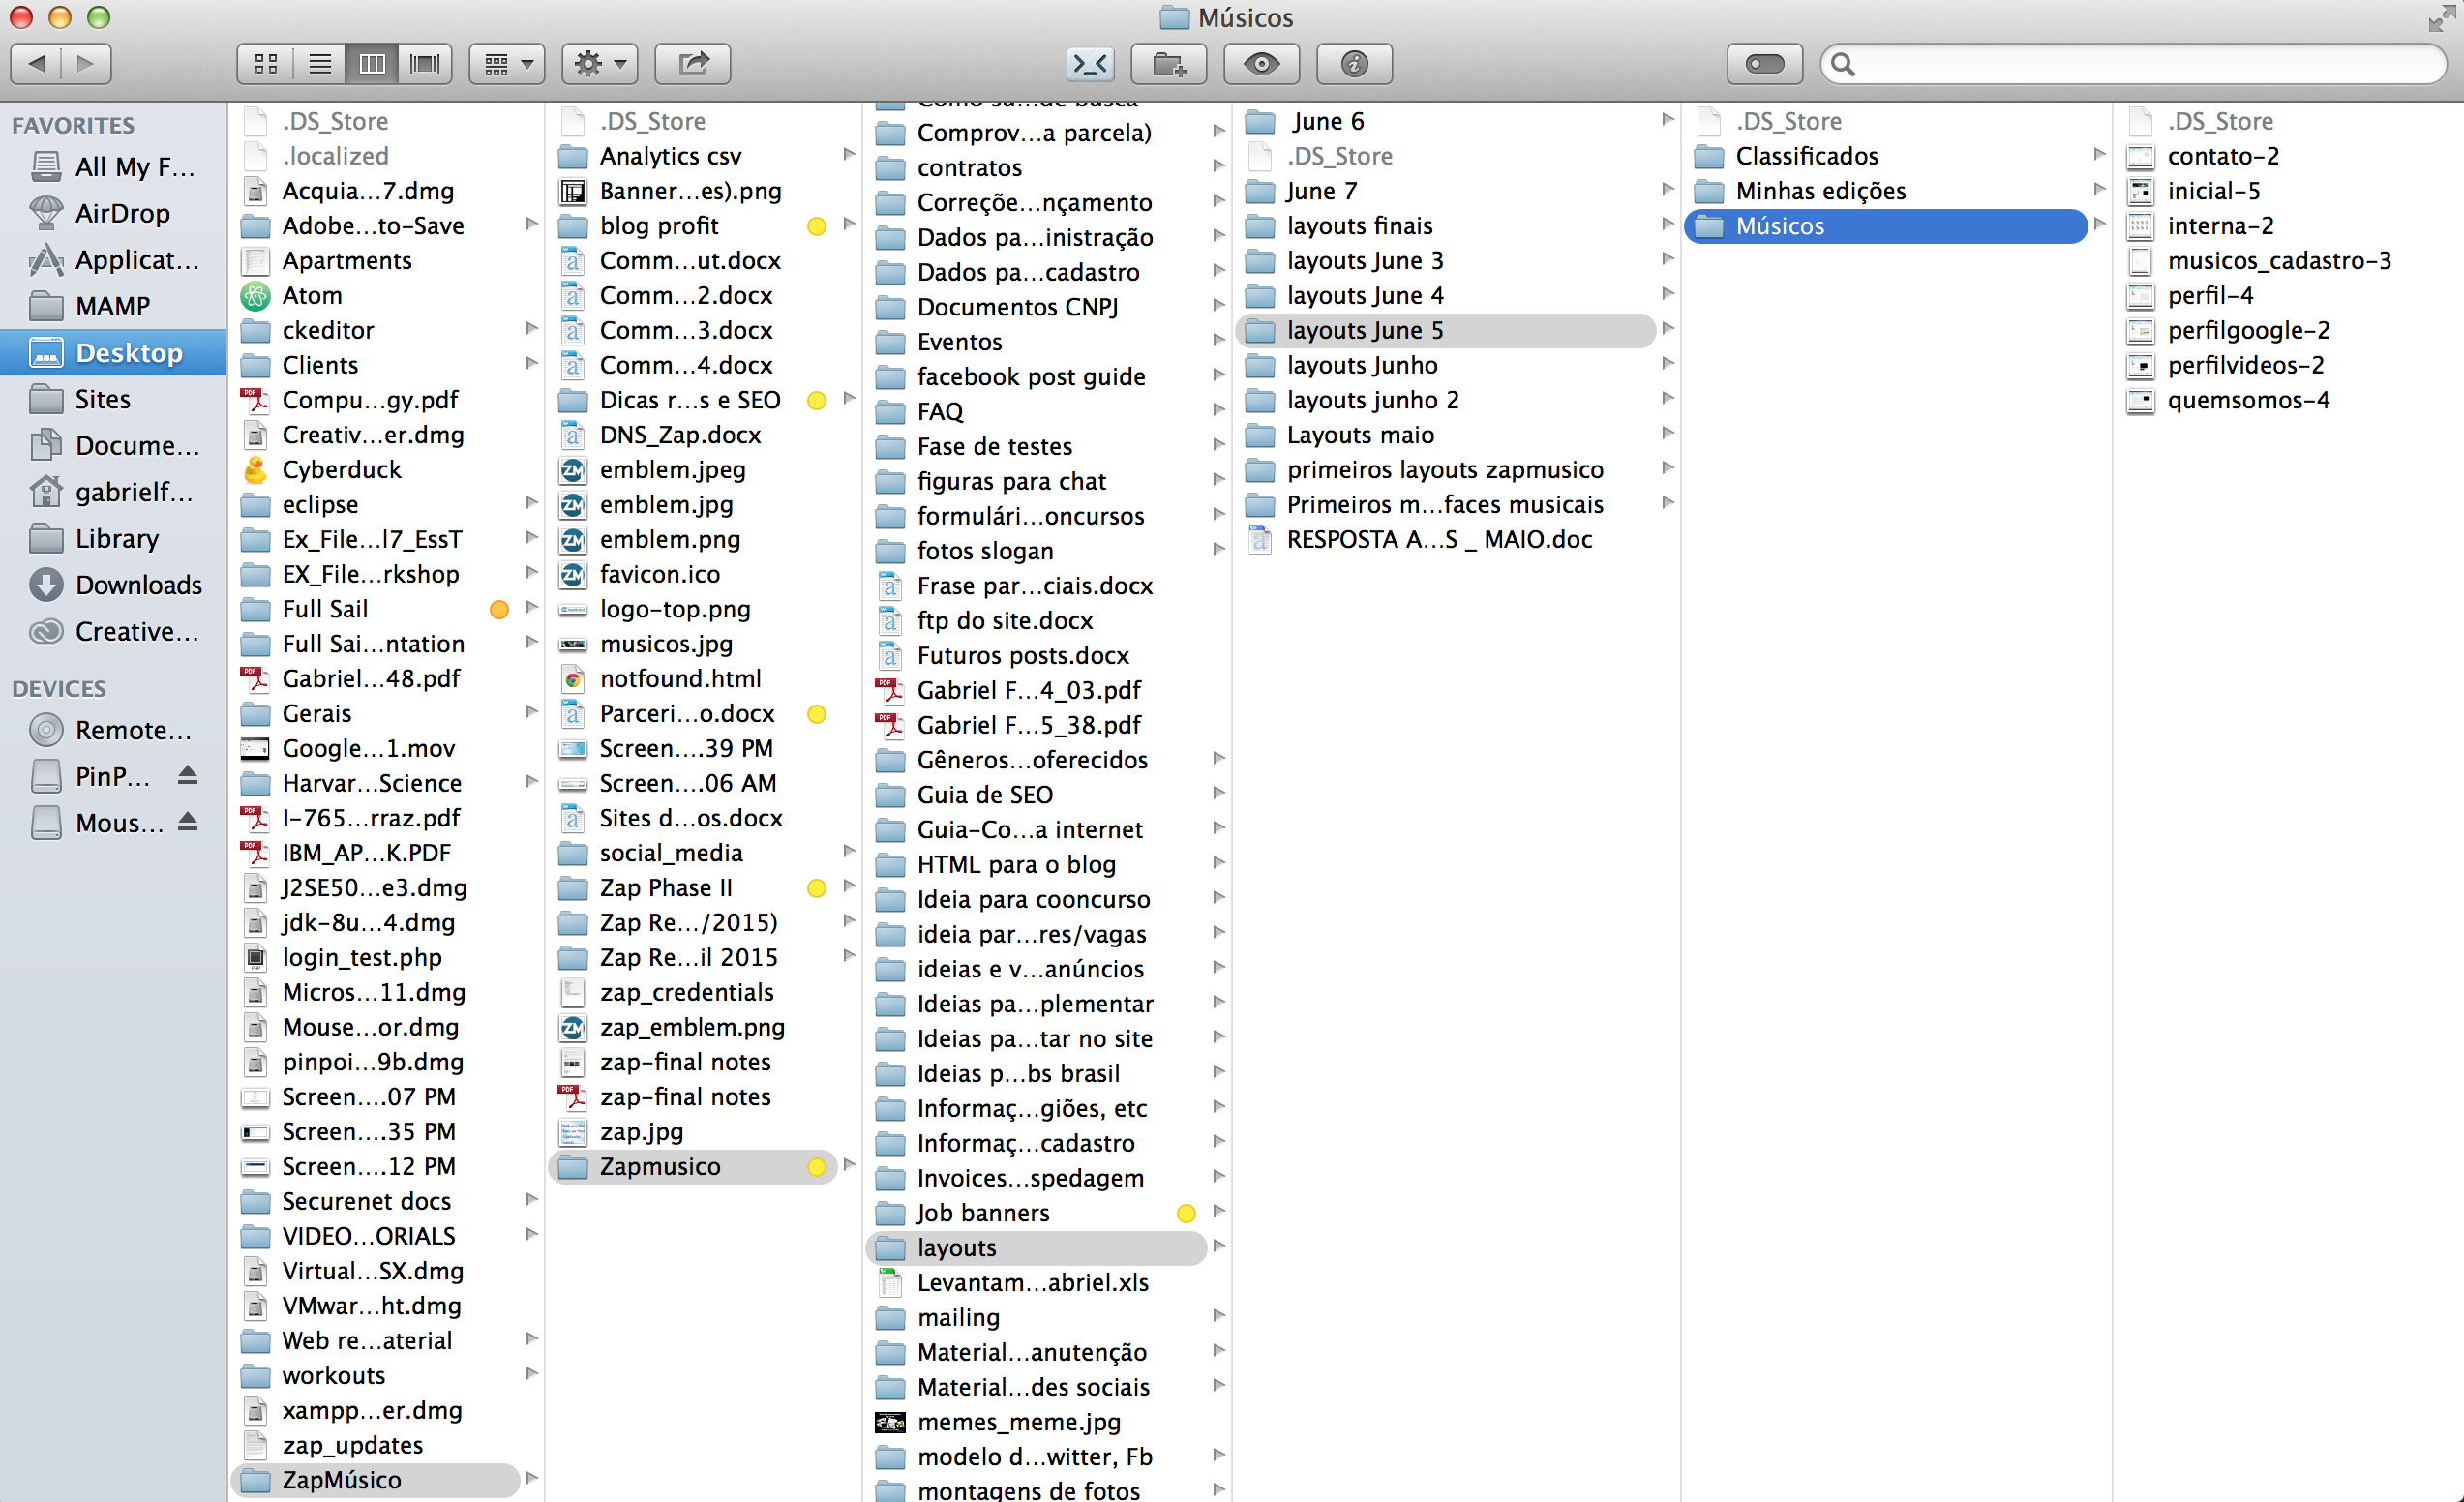 Músicos
FAVORITES
All My F...
AirDrop
Applicat...
MAMP
Desktop
Sites
Docume...
gabrielf...
Library
Downloads
Creative...
DEVICES
Remote...
PinP...
Mous...
.DS_Store
.localized
Acquia...7.dmg
Adobe...to-Save
Apartments
Atom
ckeditor
Clients
Compu...gy.pdf
Creativ...er.dmg
Cyberduck
eclipse
Ex_File...l7_EssT
EX_File...rkshop
Full Sail
Full Sai...ntation
Gabriel...48.pdf
Gerais
Google...1.mov
Harvar...Science
I-765...rraz.pdf
IBM_AP...K.PDF
J2SE50...e3.dmg
jdk-8u...4.dmg
login_test.php
Micros...11.dmg
Mouse...or.dmg
pinpoi...9b.dmg
Screen....07 PM
Screen....35 PM
Screen....12 PM
Securenet docs
VIDEO...ORIALS
Virtual...SX.dmg
VMwar...ht.dmg
Web re...aterial
workouts
xampp...er.dmg
zap_updates
ZapMúsico
.DS_Store
Analytics csv
Banner...es).png
blog profit
Comm...ut.docx
Comm...2.docx
Comm...3.docx
Comm...4.docx
Dicas r...s e SEO
DNS_Zap.docx
emblem.jpeg
emblem.jpg
emblem.png
favicon.ico
logo-top.png
musicos.jpg
notfound.html
Parceri...o.docx
Screen....39 PM
Screen....06 AM
Sites d...os.docx
social_media
Zap Phase II
Zap Re.../2015)
Zap Re...il 2015
zap_credentials
zap_emblem.png
zap-final notes
zap-final notes
zap.jpg
Zapmusico
Como su...de busca
Comprov...a parcela)
contratos
Correçõe...nçamento
Dados pa...inistração
Dados pa...cadastro
Documentos CNPJ
Eventos
facebook post guide
FAQ
Fase de testes
figuras para chat
formulári...oncursos
fotos slogan
Frase par...ciais.docx
ftp do site.docx
Futuros posts.docx
Gabriel F...4_03.pdf
Gabriel F...5_38.pdf
Gêneros...oferecidos
Guia de SEO
Guia-Co...a internet
HTML para o blog
Ideia para cooncurso
ideia par...res/vagas
ideias e v...anúncios
Ideias pa...plementar
Ideias pa...tar no site
Ideias p...bs brasil
Informaç...giões, etc
Informaç...cadastro
Invoices...spedagem
Job banners
layouts
Levantam...abriel.xls
mailing
Material...anutenção
Material...des sociais
memes_meme.jpg
modelo d...witter, Fb
montagens de fotos
June 6
.DS_Store
June 7
layouts finais
layouts June 3
layouts June 4
layouts June 5
layouts Junho
layouts junho 2
Layouts maio
primeiros layouts zapmusico
Primeiros m...faces musicais
RESPOSTA A...S _ MAIO.doc
.DS_Store
Classificados
Minhas edições
Músicos
.DS_Store
contato-2
inicial-5
interna-2
musicos_cadastro-3
perfil-4
perfilgoogle-2
perfilvideos-2
quemsomos-4